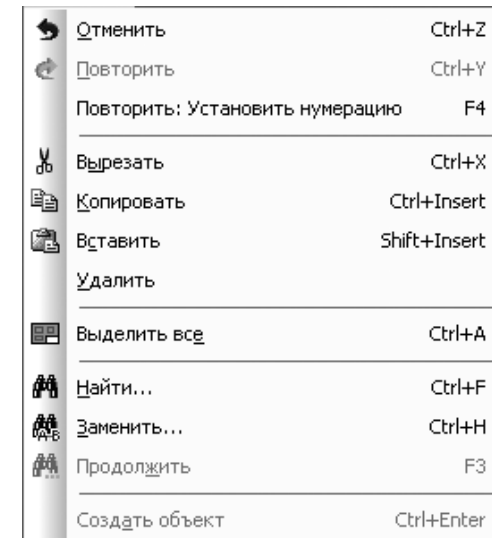 Отменить Ctrl+Z
Повторить Ctrl+Y
Повторить: Установить нумерацию F4
Вырезать Ctrl+X
Копировать Ctrl+Insert
Вставить Shift+Insert
Удалить
Выделить все Ctrl+A
Найти... Ctrl+F
Заменить... Ctrl+H
Продолжить F3
Создать объект Ctrl+Enter